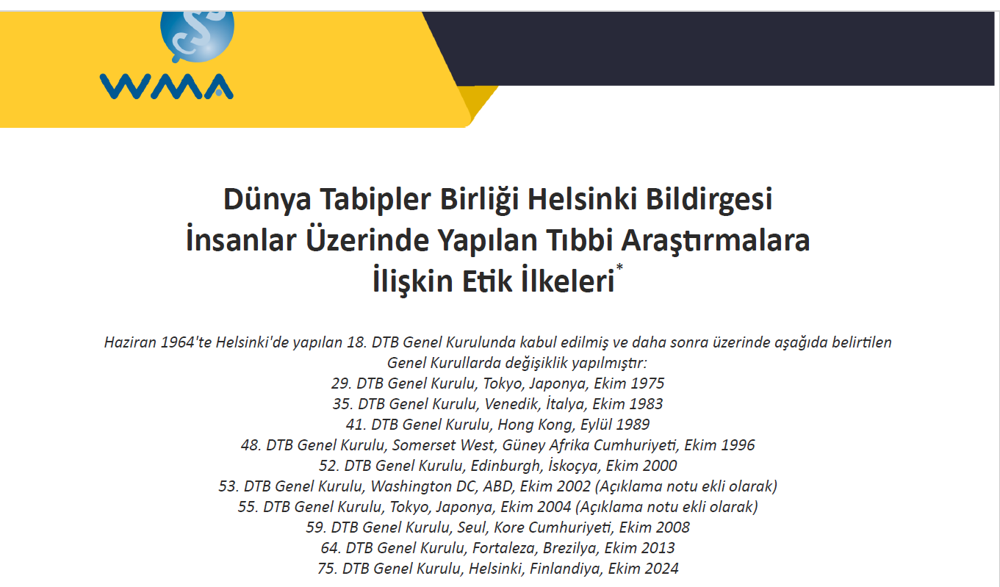 WMA
Dünya Tabipler Birliği Helsinki Bildirgesi
İnsanlar Üzerinde Yapılan Tıbbi Araştırmalara
İlişkin Etik İlkeleri*
Haziran 1964'te Helsinki'de yapılan 18. DTB Genel Kurulunda kabul edilmiş ve daha sonra üzerinde aşağıda belirtilen
Genel Kurullarda değişiklik yapılmıştır:
29. DTB Genel Kurulu, Tokyo, Japonya, Ekim 1975
35. DTB Genel Kurulu, Venedik, İtalya, Ekim 1983
41. DTB Genel Kurulu, Hong Kong, Eylül 1989
48. DTB Genel Kurulu, Somerset West, Güney Afrika Cumhuriyeti, Ekim 1996
52. DTB Genel Kurulu, Edinburgh, İskoçya, Ekim 2000
53. DTB Genel Kurulu, Washington DC, ABD, Ekim 2002 (Açıklama notu ekli olarak)
55. DTB Genel Kurulu, Tokyo, Japonya, Ekim 2004 (Açıklama notu ekli olarak)
59. DTB Genel Kurulu, Seul, Kore Cumhuriyeti, Ekim 2008
64. DTB Genel Kurulu, Fortaleza, Brezilya, Ekim 2013
75. DTB Genel Kurulu, Helsinki, Finlandiya, Ekim 2024